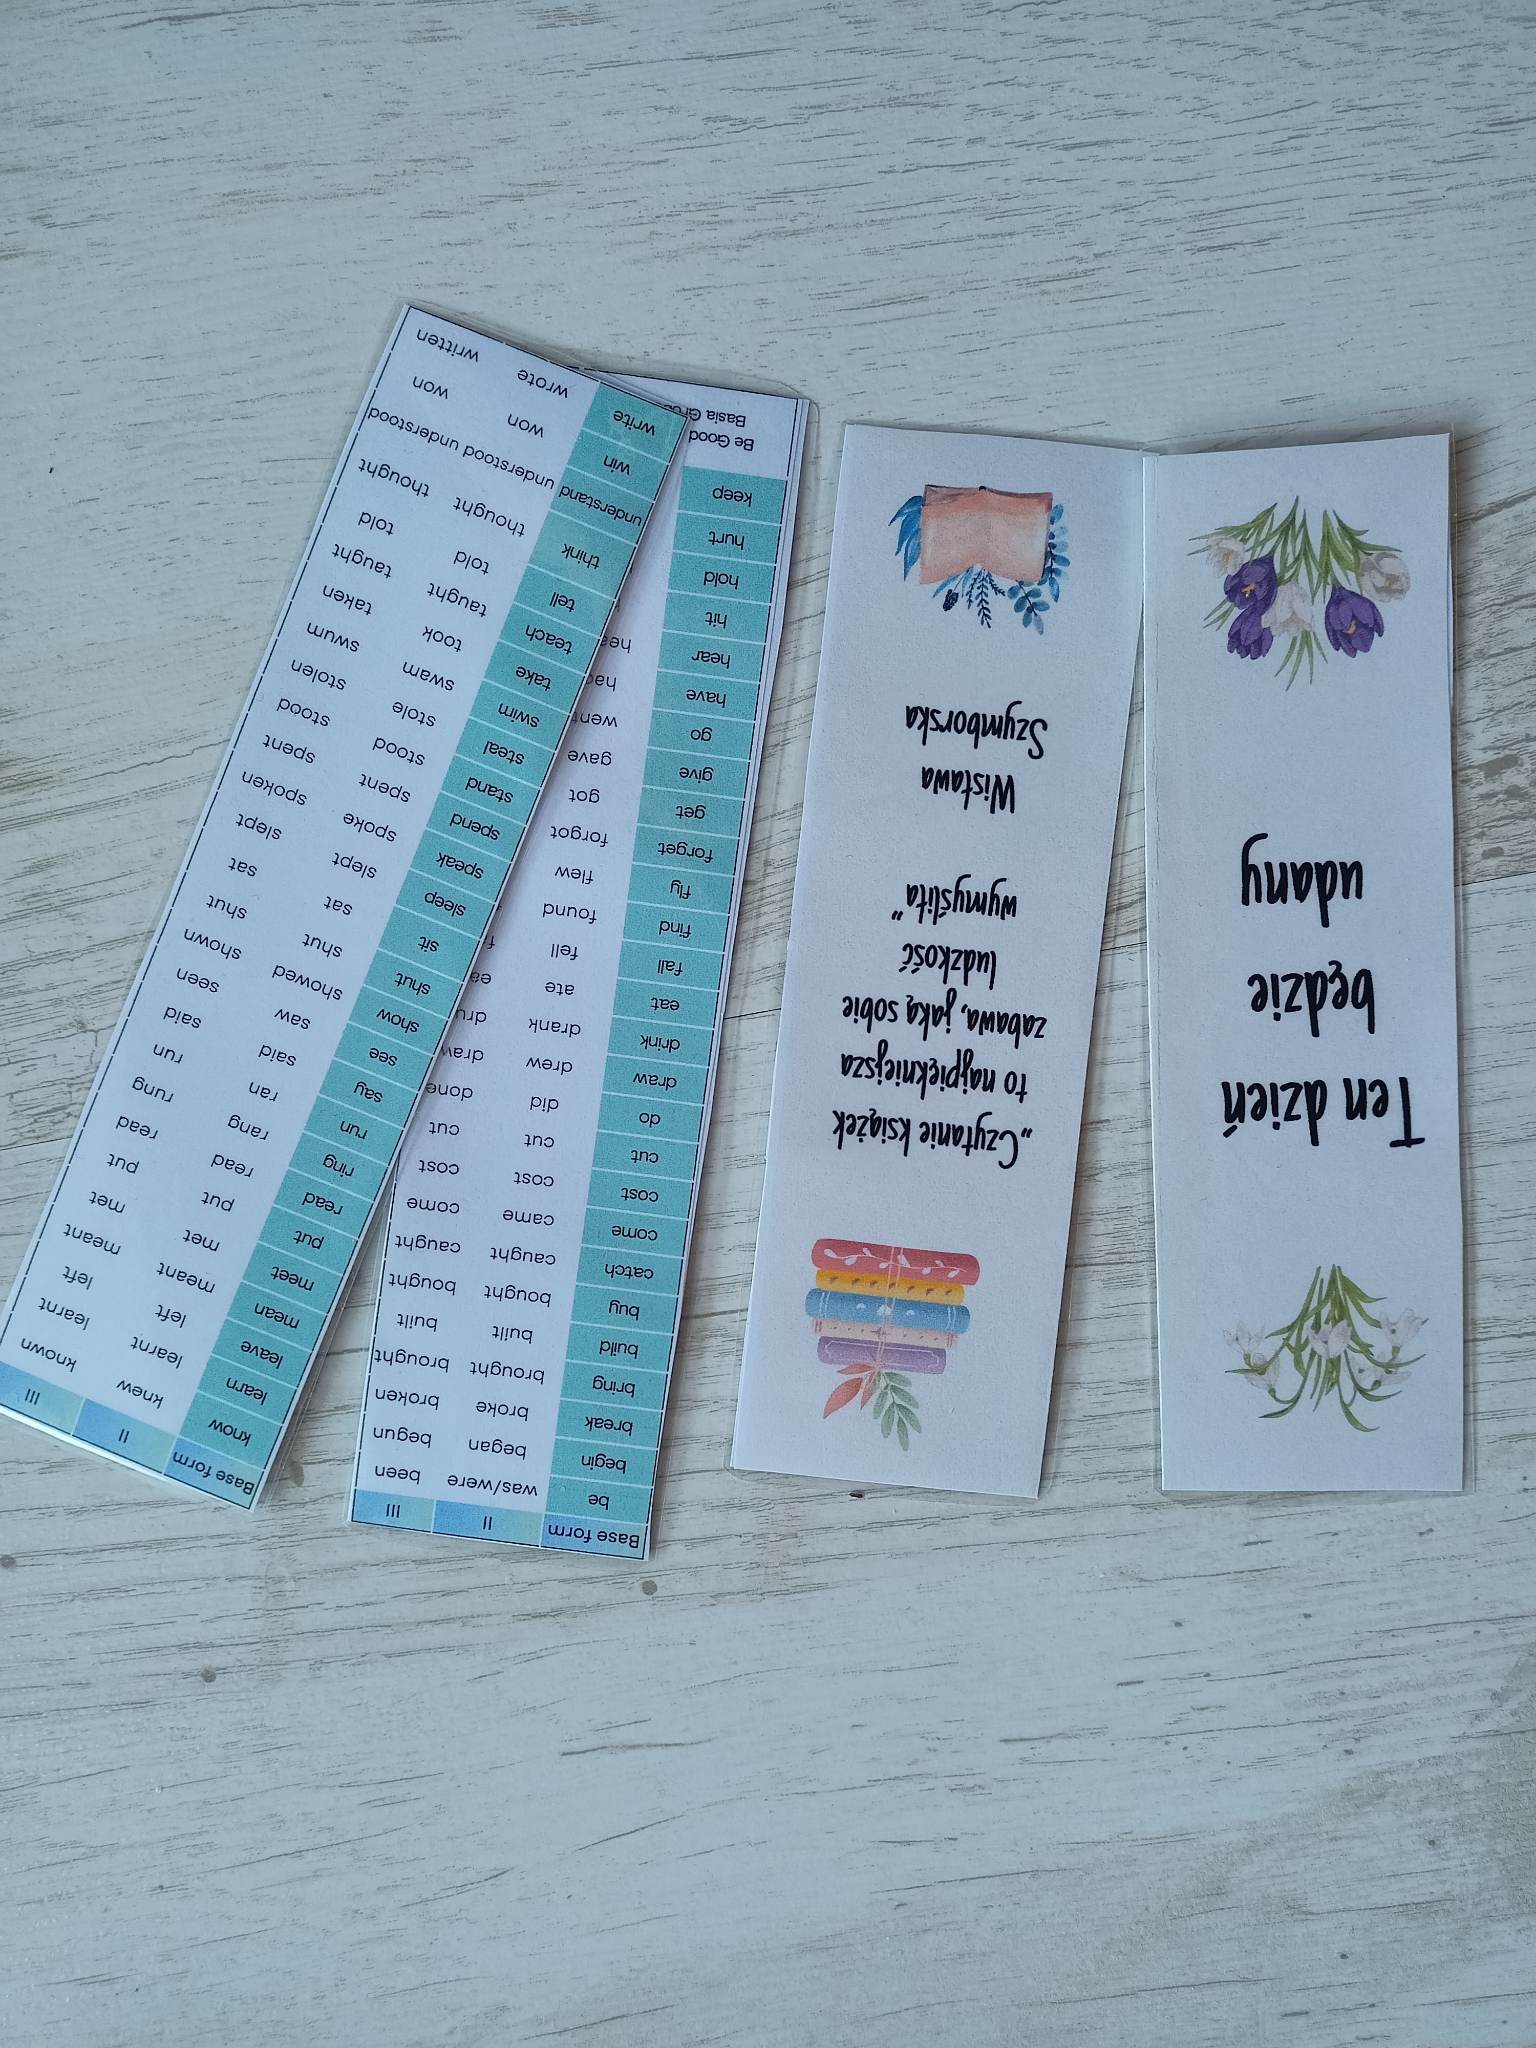 Ten dzień
będzie
udany
„Czytanie książek
to najpiękniejsza
zabawa, jaką sobie
ludzkość
wymyśliła”
Wisława
Szymborska
Base form II III
be was/were been
begin began begun
break broke broken
bring brought brought
build built built
buy bought bought
catch caught caught
come came come
cost cost cost
cut cut cut
do did done
draw drew
drink drank
eat ate
fall fell
find found
fly flew
forget forgot
get got
give gave
go went
have
hear
hit
hold
hurt
keep
Be Good
Basia
Base form II III
know knew known
learn learnt learnt
leave left left
mean meant meant
meet met met
put put put
read read read
ring rang rung
run ran run
say said said
see saw seen
show showed shown
shut shut shut
sit sat sat
sleep slept slept
speak spoke spoken
spend spent spent
stand stood stood
steal stole stolen
swim swam swum
take took taken
teach taught taught
tell told told
think thought thought
understand understood understood
win won won
write wrote written